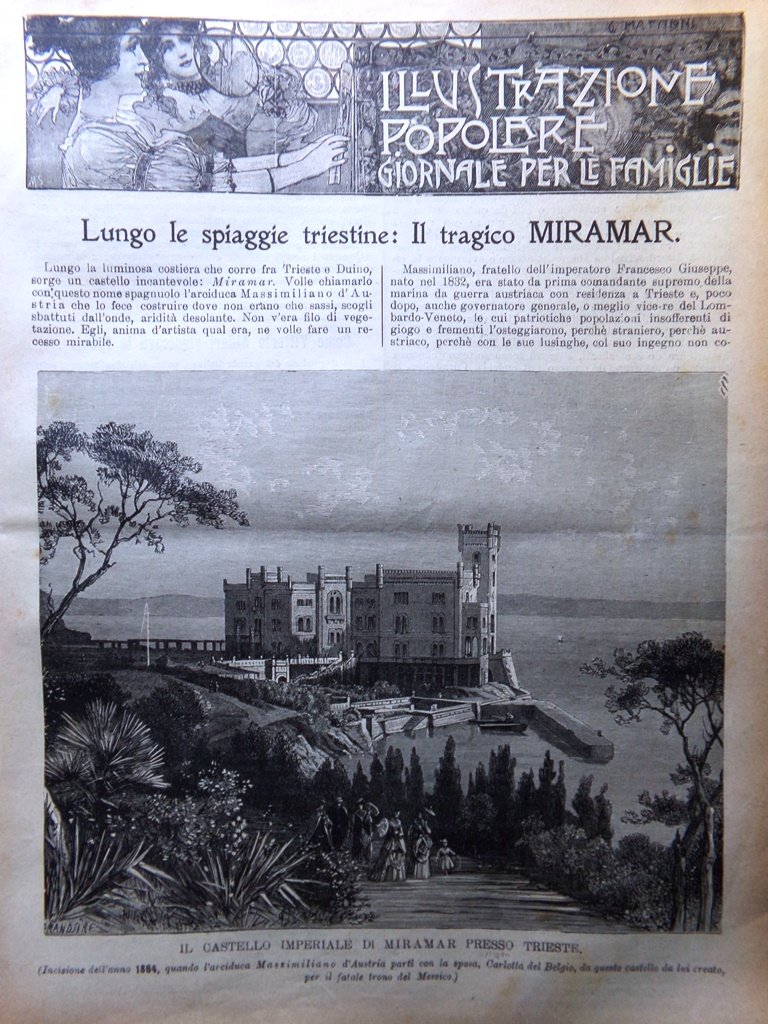 G. MATALONI
ILLUSTRAZIONE
POPOLARE
GIORNALE PER LE FAMIGLIE
Lungo le spiaggie triestine: Il tragico MIRAMAR.
Lungo la luminosa costiera che corre fra Trieste e Duino,
sorge un castello incantevole: Miramar. Volle chiamarlo
con questo nome spagnuolo l'arciduca Massimiliano d'Au-
stria che lo fece costruire dove non erano che sassi, scogli
sbattuti dall'onde, aridità desolante. Non v'era filo di vege-
tazione. Egli, anima d'artista qual era, ne volle fare un re-
cesso mirabile.
Massimiliano, fratello dell'imperatore Francesco Giuseppe,
nato nel 1832, era stato da prima comandante supremo della
marina da guerra austriaca con residenza a Trieste e, poco
dopo, anche governatore generale, o meglio vice-re del Lom-
bardo-Veneto, le cui patriotiche popolazioni insofferenti di
giogo e frementi l'osteggiarono, perchè straniero, perchè au-
striaco, perchè con le sue lusinghe, col suo ingegno non co-
IL CASTELLO IMPERIALE DI MIRAMAR PRESSO TRIESTE.
(Incisione dell'anno 1864, quando l'arciduca Massimiliano d'Austria partì con la sposa, Carlotta del Belgio, da questo castello da lui creato,
per il fatale trono del Messico.)